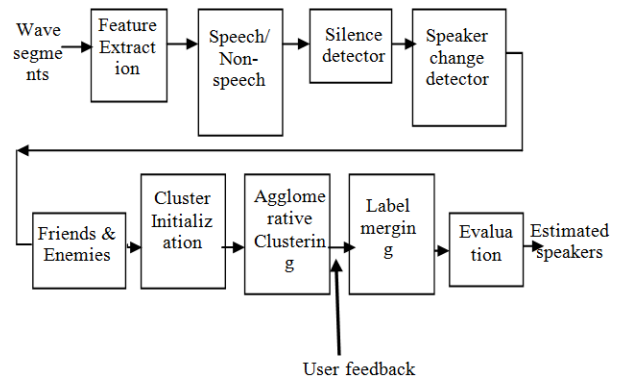 Wave
segme
nts
Feature
Extract
ion
Speech/
Non-
speech
Silence
detector
Speaker
change
detector
Friends &
Enemies
Cluster
Initializ
ation
Agglome
rative
Clusterin
g
Label
mergin
g
Evalua
tion
Estimated
speakers
User feedback